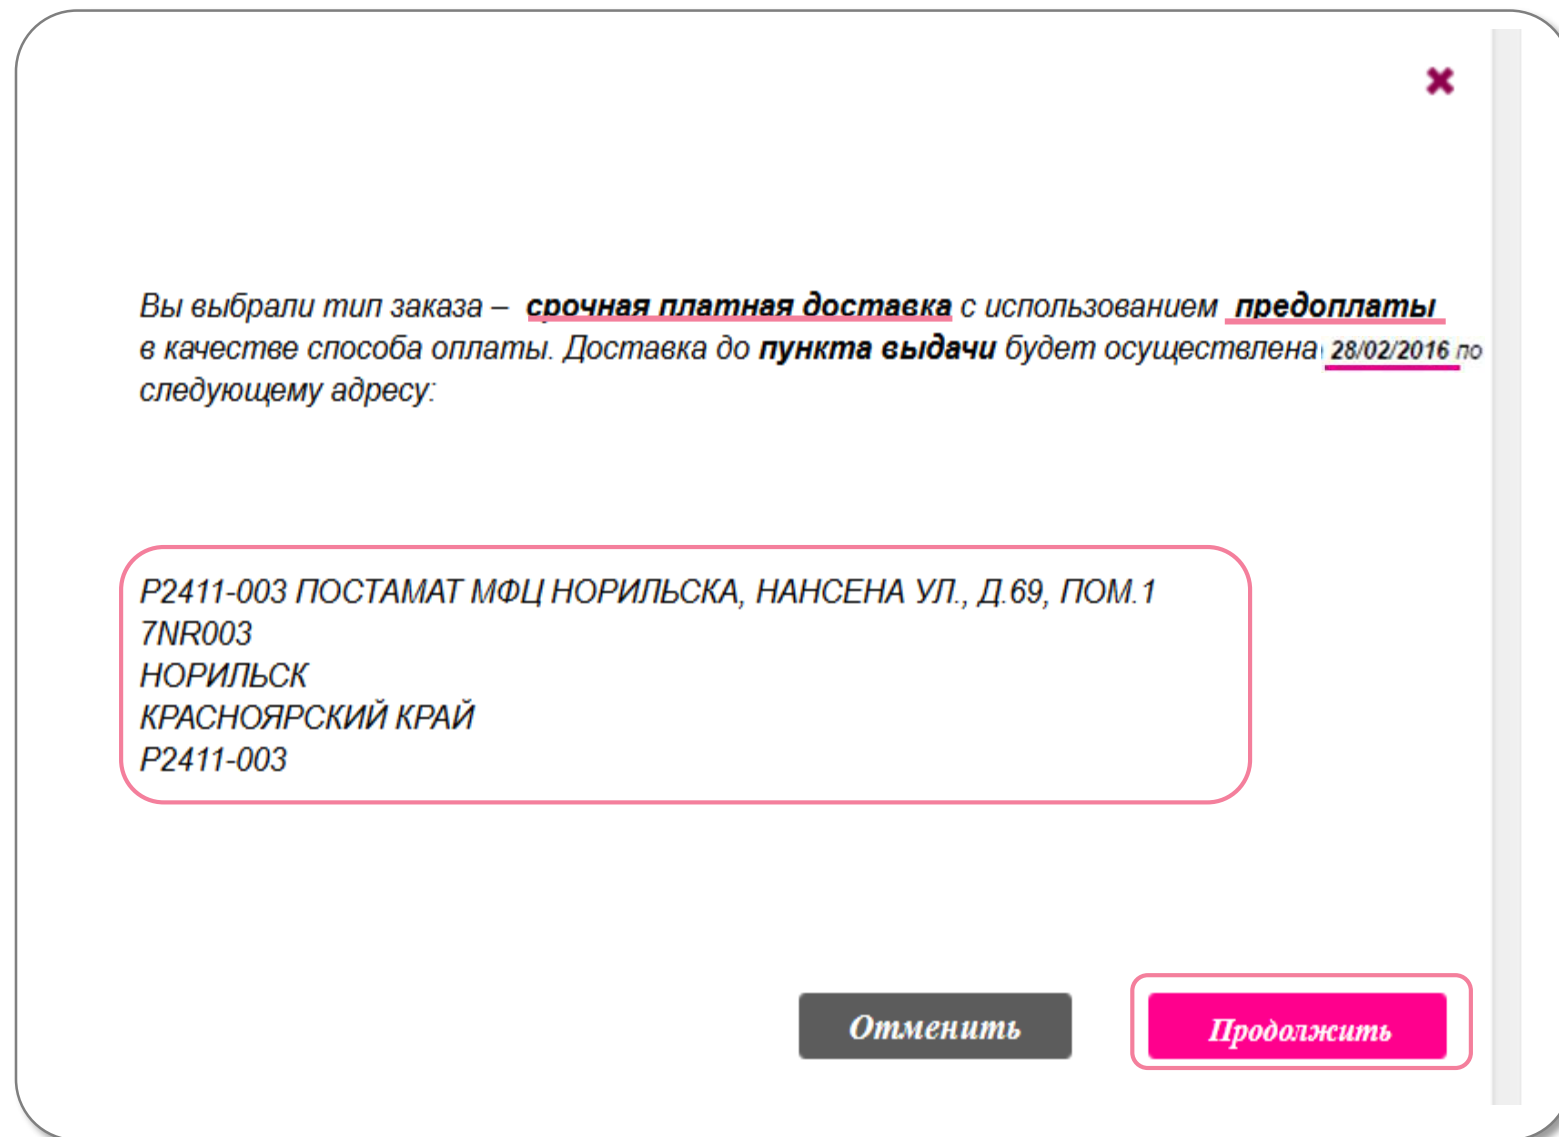 Вы выбрали тип заказа – срочная платная доставка с использованием предоплаты
в качестве способа оплаты. Доставка до пункта выдачи будет осуществлена 28/02/2016 по
следующему адресу:
P2411-003 ПОСТАМАТ МФЦ НОРИЛЬСКА, НАНСЕНА УЛ., Д.69, ПОМ.1
7NR003
НОРИЛЬСК
КРАСНОЯРСКИЙ КРАЙ
P2411-003
Отменить
Продолжить